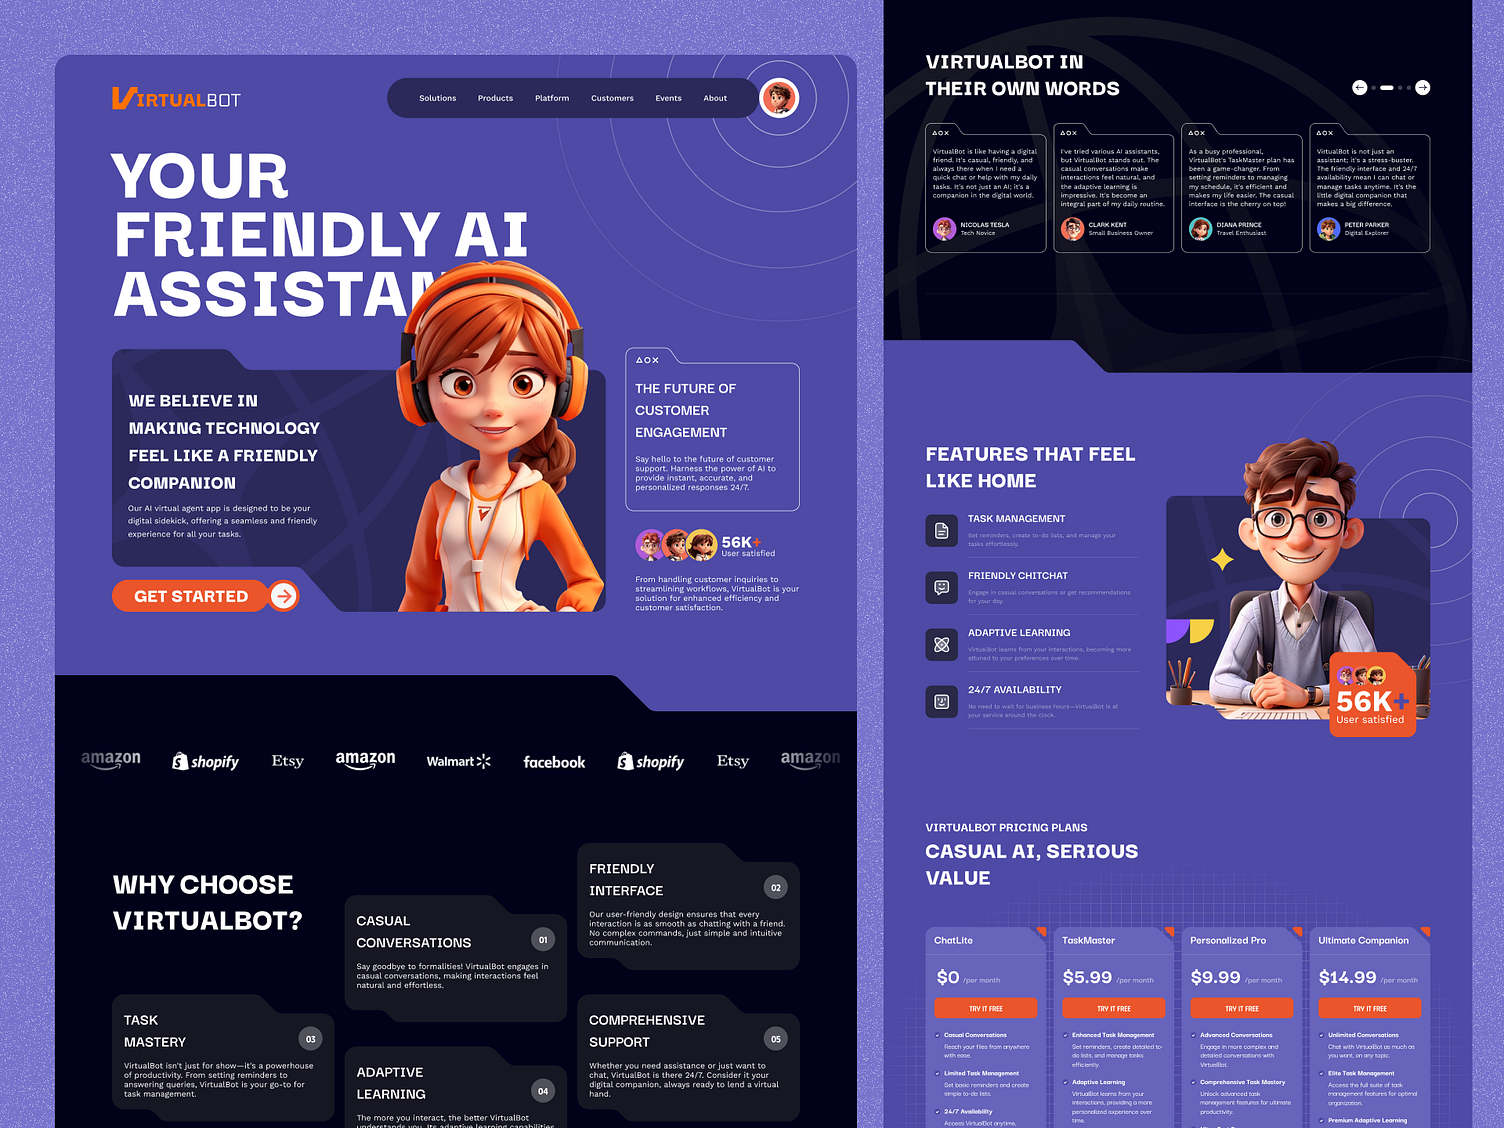 VIRTUALBOT
Solutions
Products
Platform
Customers
Events
About
YOUR
FRIENDLY AI
ASSISTAN
WE BELIEVE IN
MAKING TECHNOLOGY
FEEL LIKE A FRIENDLY
COMPANION
Our AI virtual agent app is designed to be your
digital sidekick, offering a seamless and friendly
experience for all your tasks.
GET STARTED
THE FUTURE OF
CUSTOMER
ENGAGEMENT
Say hello to the future of customer
support. Harness the power of AI to
provide instant, accurate, and
personalized responses 24/7.
56K+
User satisfied
From handling customer inquiries to
streamlining workflows, VirtualBot is your
solution for enhanced efficiency and
customer satisfaction.
amazon
shopify
Etsy
amazon
Walmart
facebook
shopify
Etsy
amazon
WHY CHOOSE
VIRTUALBOT?
CASUAL
CONVERSATIONS
01
Say goodbye to formalities! VirtualBot engages in
casual conversations, making interactions feel
natural and effortless.
FRIENDLY
INTERFACE
02
Our user-friendly design ensures that every
interaction is as smooth as chatting with a friend.
No complex commands, just simple and intuitive
communication.
TASK
MASTERY
03
VirtualBot isn't just for show—it's a powerhouse
of productivity. From setting reminders to
answering queries, VirtualBot is your go-to for
task management.
ADAPTIVE
LEARNING
04
The more you interact, the better VirtualBot
understands you. Its adaptive learning capabilities
COMPREHENSIVE
SUPPORT
05
Whether you need assistance or just want to
chat, VirtualBot is there 24/7. Consider it your
digital companion, always ready to lend a virtual
hand.
VIRTUALBOT IN
THEIR OWN WORDS
VirtualBot is like having a digital
friend. It's casual, friendly, and
always there when I need a
quick chat or help with my daily
tasks. It's not just an AI; it's a
companion in the digital world.
NICOLAS TESLA
Tech Novice
I've tried various AI assistants,
but VirtualBot stands out. The
casual conversations make
interactions feel natural, and
the adaptive learning is
impressive. It's become an
integral part of my daily routine.
CLARK KENT
Small Business Owner
As a busy professional,
VirtualBot's TaskMaster plan has
been a game-changer. From
setting reminders to managing
my schedule, it's efficient and
makes my life easier. The casual
interface is the cherry on top!
DIANA PRINCE
Travel Enthusiast
VirtualBot is not just an
assistant; it's a stress-buster.
The friendly interface and 24/7
availability mean I can chat or
manage tasks anytime. It's the
little digital companion that
makes a big difference.
PETER PARKER
Digital Explorer
FEATURES THAT FEEL
LIKE HOME
TASK MANAGEMENT
Set reminders, create to-do lists, and manage your
tasks effortlessly.
FRIENDLY CHITCHAT
Engage in casual conversations or get recommendations
for your day.
ADAPTIVE LEARNING
VirtualBot learns from your interactions, becoming more
attuned to your preferences over time.
24/7 AVAILABILITY
No need to wait for business hours—VirtualBot is at
your service around the clock.
56K+
User satisfied
VIRTUALBOT PRICING PLANS
CASUAL AI, SERIOUS
VALUE
ChatLite
$0 /per month
TRY IT FREE
Casual Conversations
Reach your files from anywhere
with ease.
Limited Task Management
Set basic reminders and create
simple to-do lists.
24/7 Availability
Access VirtualBot anytime,
TaskMaster
$5.99 /per month
TRY IT FREE
Enhanced Task Management
Set reminders, create detailed to-
do lists, and manage tasks
efficiently.
Adaptive Learning
VirtualBot learns from your
interactions, providing a more
personalized experience over
time.
Personalized Pro
$9.99 /per month
TRY IT FREE
Advanced Conversations
Engage in more complex and
detailed conversations with
VirtualBot.
Comprehensive Task Mastery
Unlock advanced task
management features for ultimate
productivity.
Ultimate Companion
$14.99 /per month
TRY IT FREE
Unlimited Conversations
Chat with VirtualBot as much as
you want, on any topic.
Elite Task Management
Access the full suite of task
management features for optimal
organization.
Premium Adaptive Learning